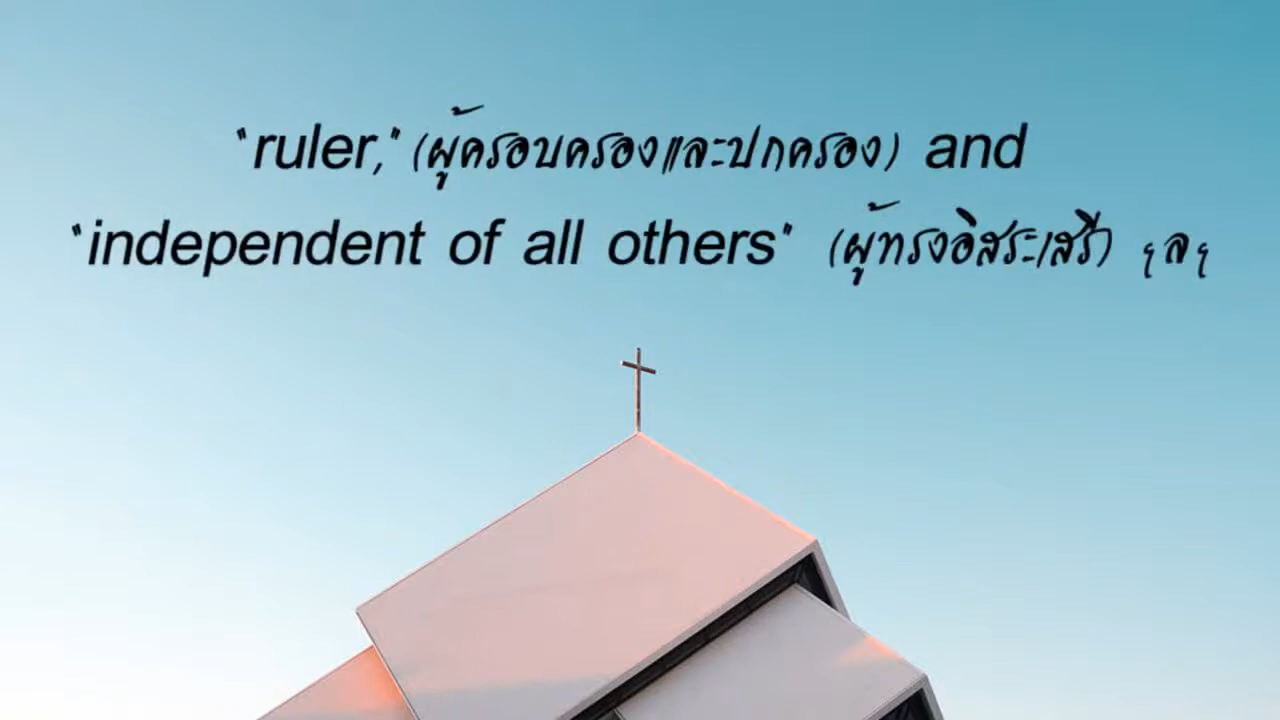 "ruler," (ผู้ครอบครองและปกครอง) and
"independent of all others" (ผู้ทรงอิสระเสรี) ฯลฯ